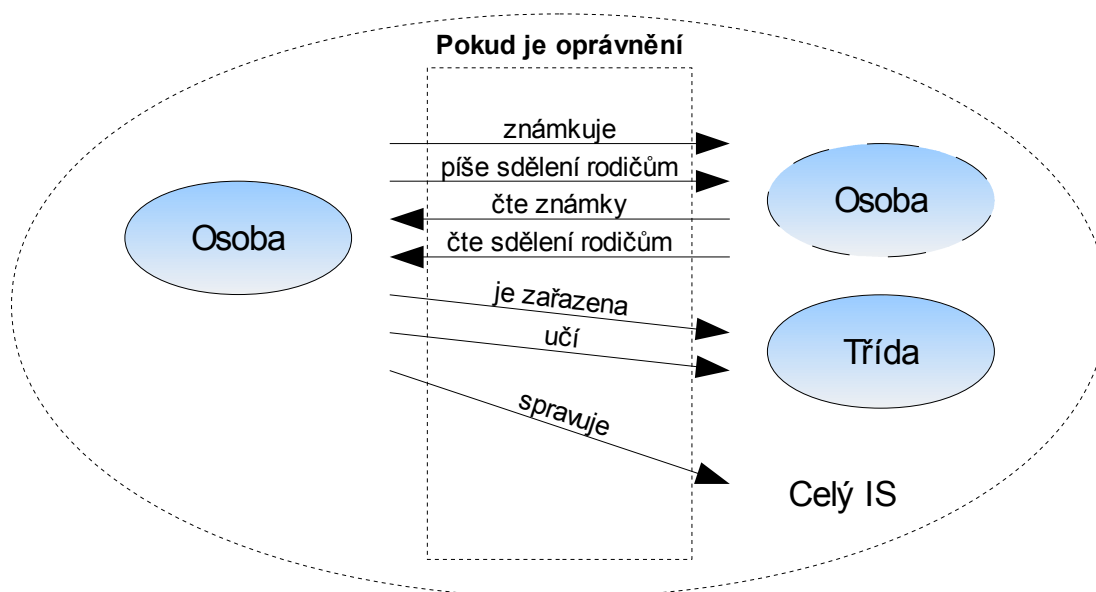 Pokud je oprávnění
známkuje
píše sdělení rodičům
čte známky
čte sdělení rodičům
je zařazena
učí
spravuje
Osoba
Osoba
Třída
Celý IS